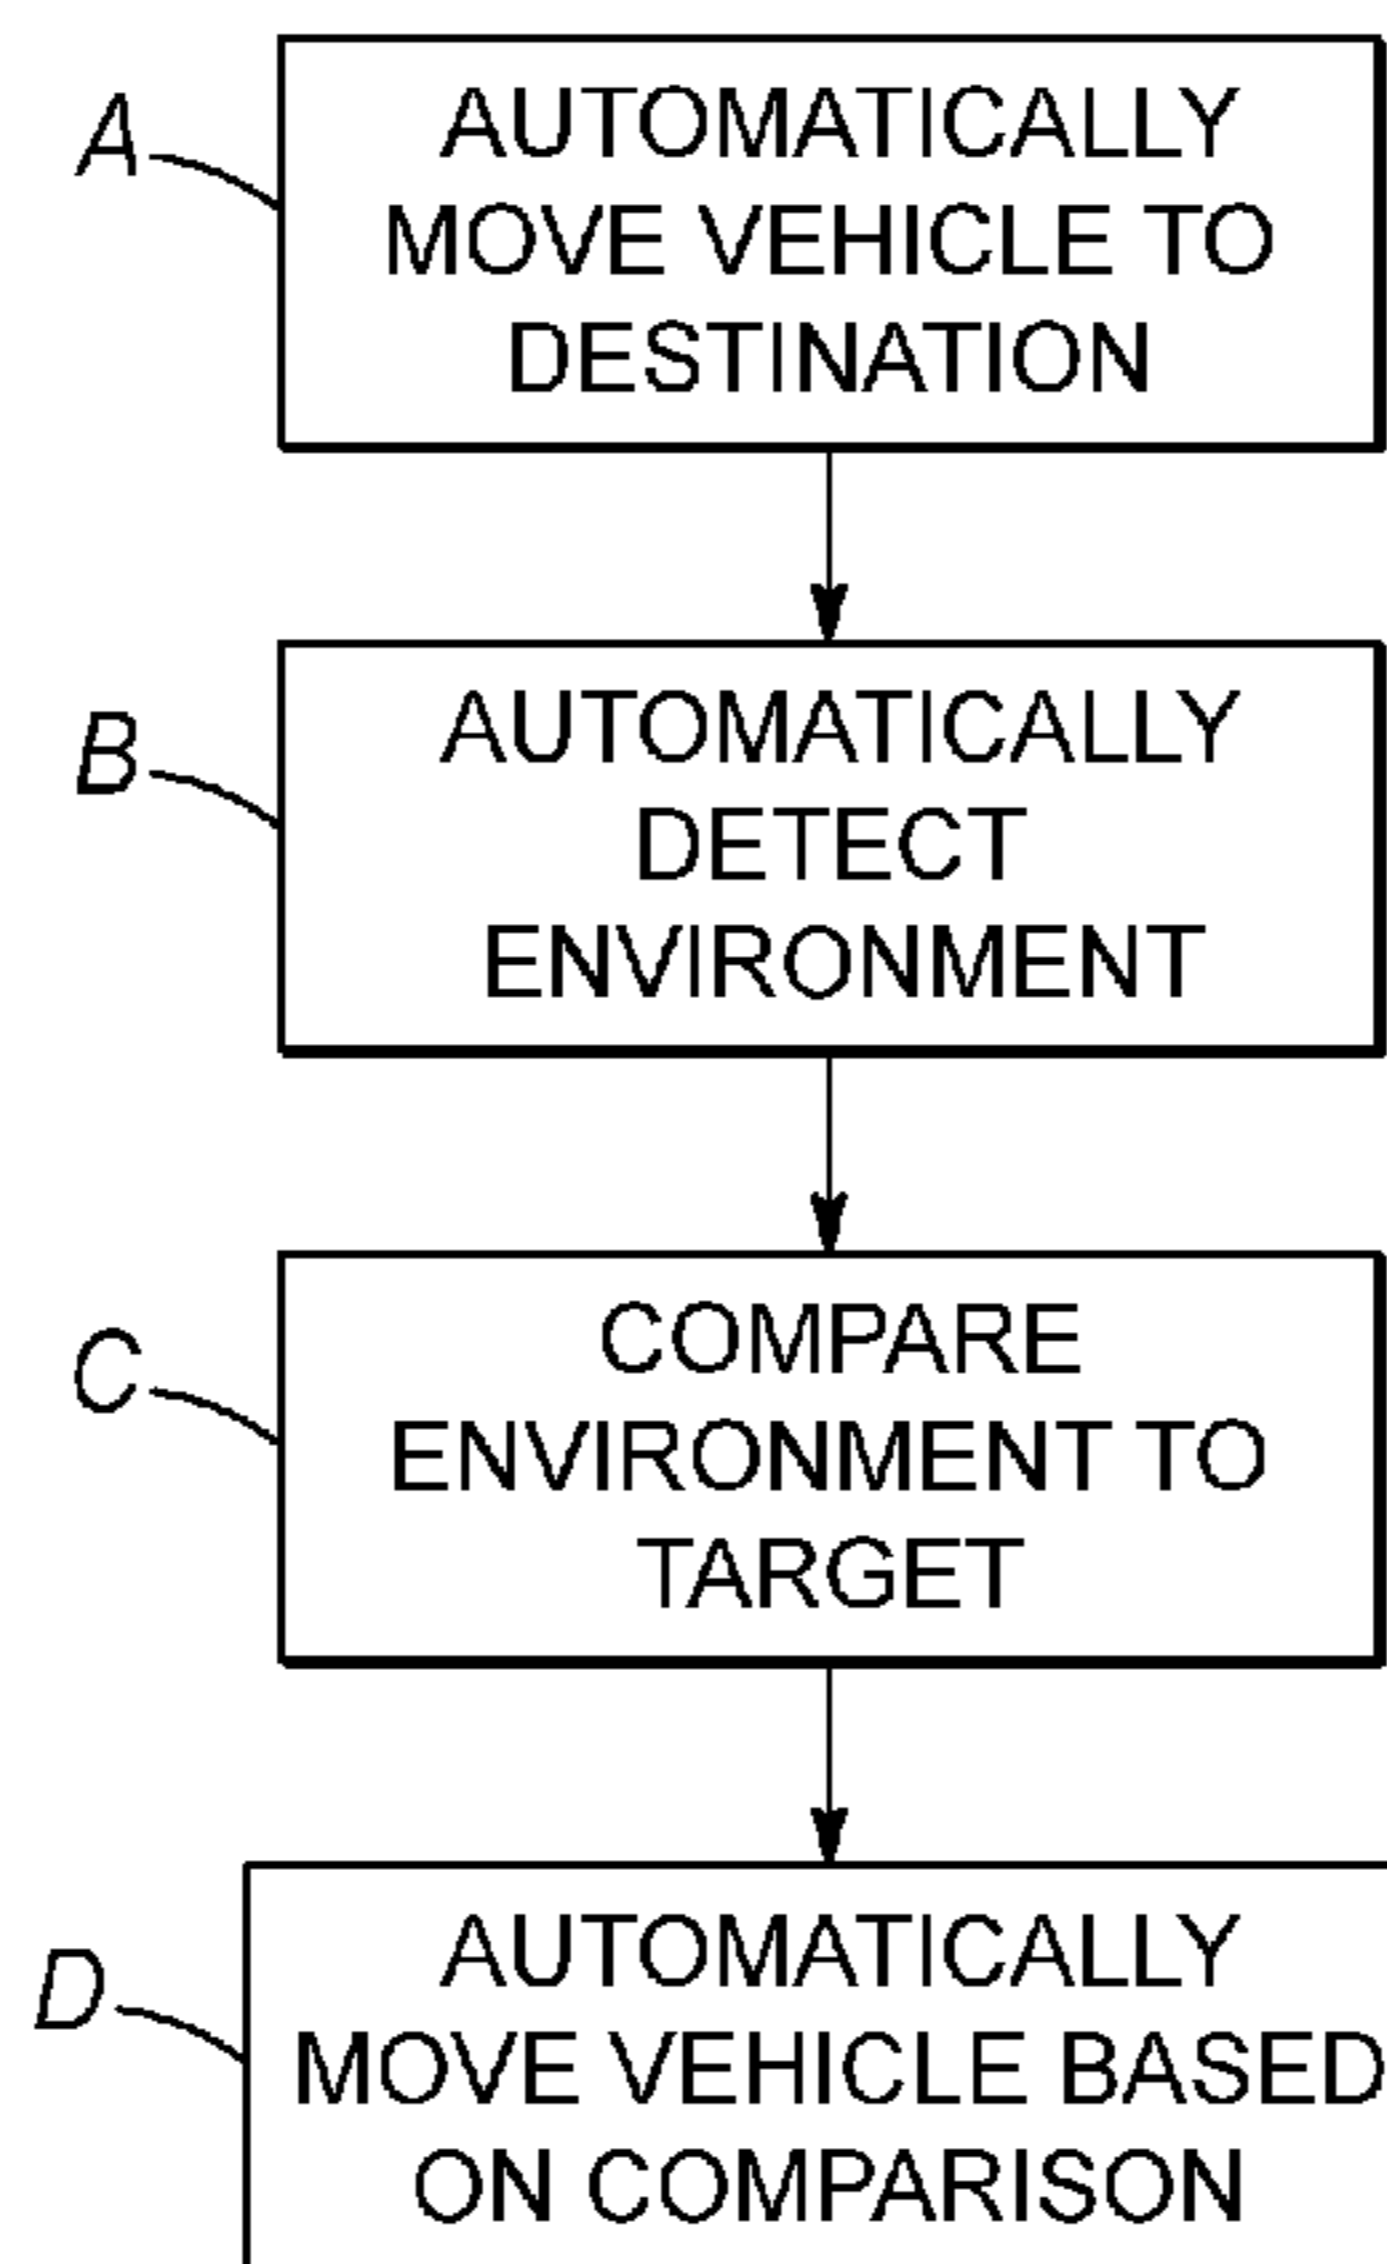 A
AUTOMATICALLY
MOVE VEHICLE TO
DESTINATION
B
AUTOMATICALLY
DETECT
ENVIRONMENT
C
COMPARE
ENVIRONMENT TO
TARGET
D
AUTOMATICALLY
MOVE VEHICLE BASED
ON COMPARISON